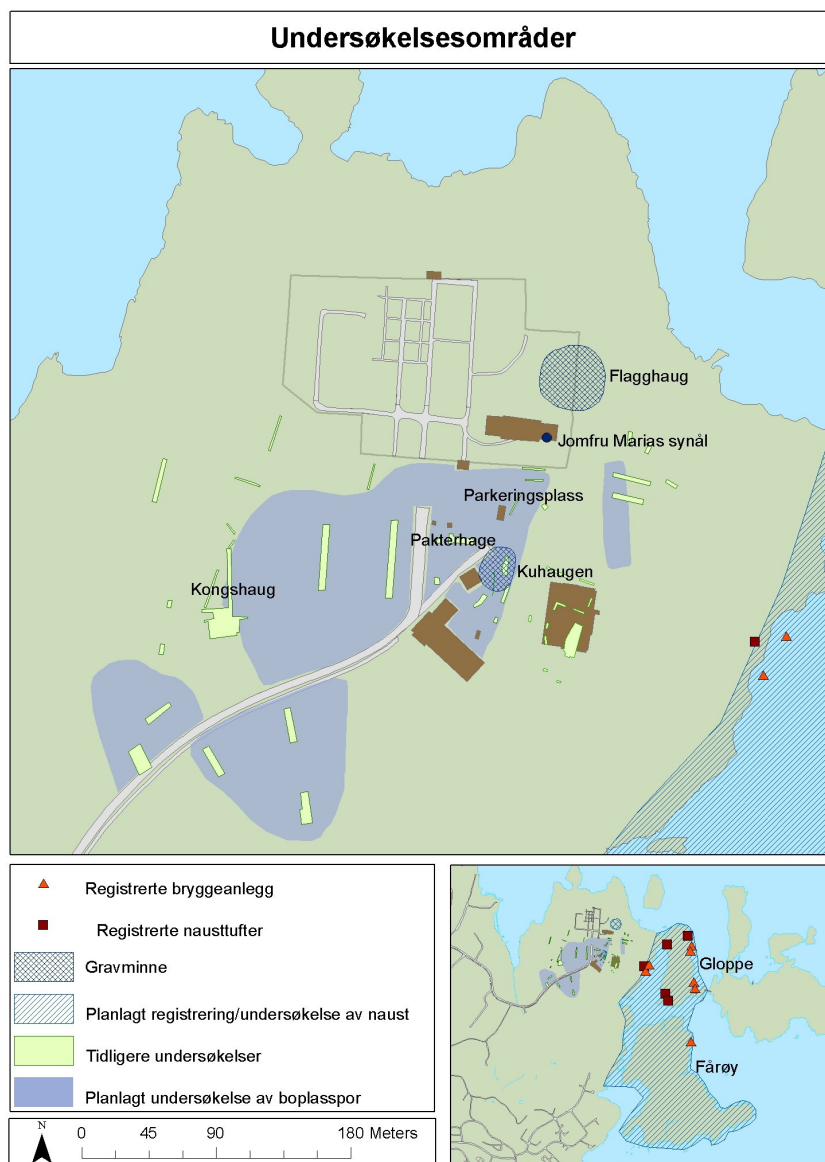 Undersøkelsesområder
Flagghaug
Jomfru Marias synål
Parkeringsplass
Pakterhage
Kuhaugen
Kongshaug
Registrerte bryggeanlegg
Registrerte nausttufter
Gravminne
Planlagt registrering/undersøkelse av naust
Tidligere undersøkelser
Planlagt undersøkelse av boplasspor
N
0 45 90 180 Meters
Gloppe
Fårøy